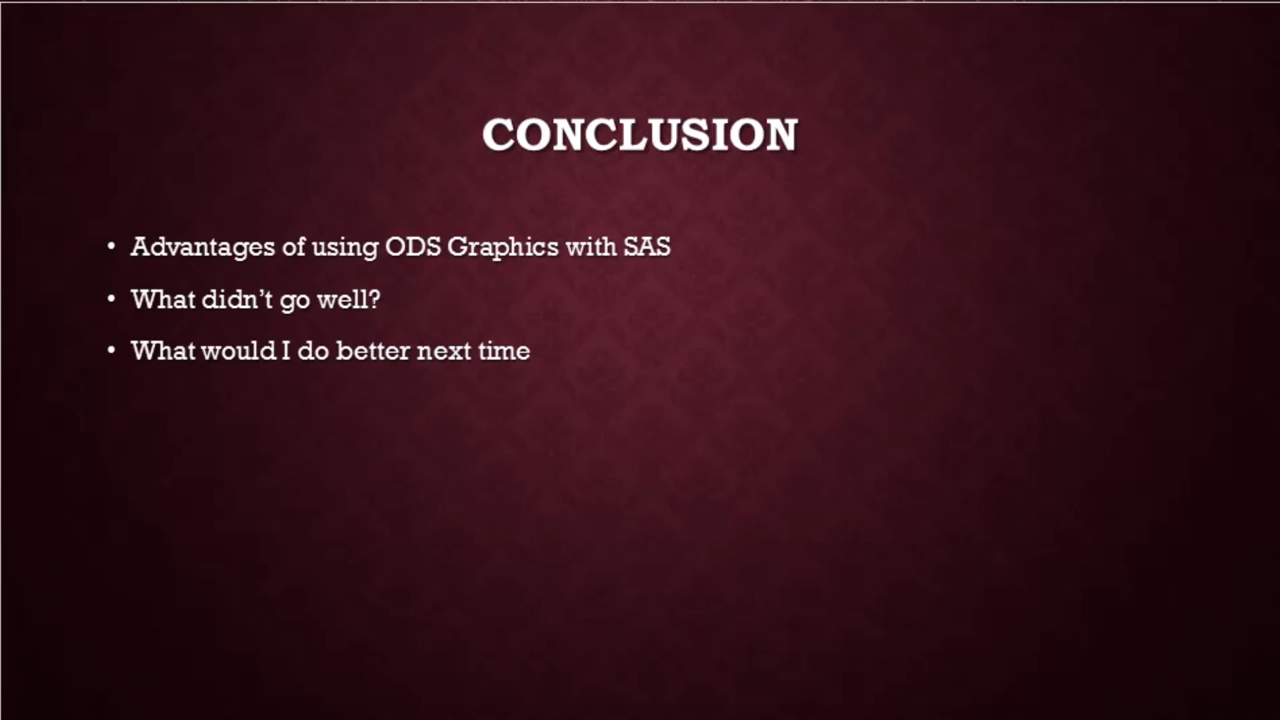 CONCLUSION
• Advantages of using ODS Graphics with SAS
• What didn’t go well?
• What would I do better next time